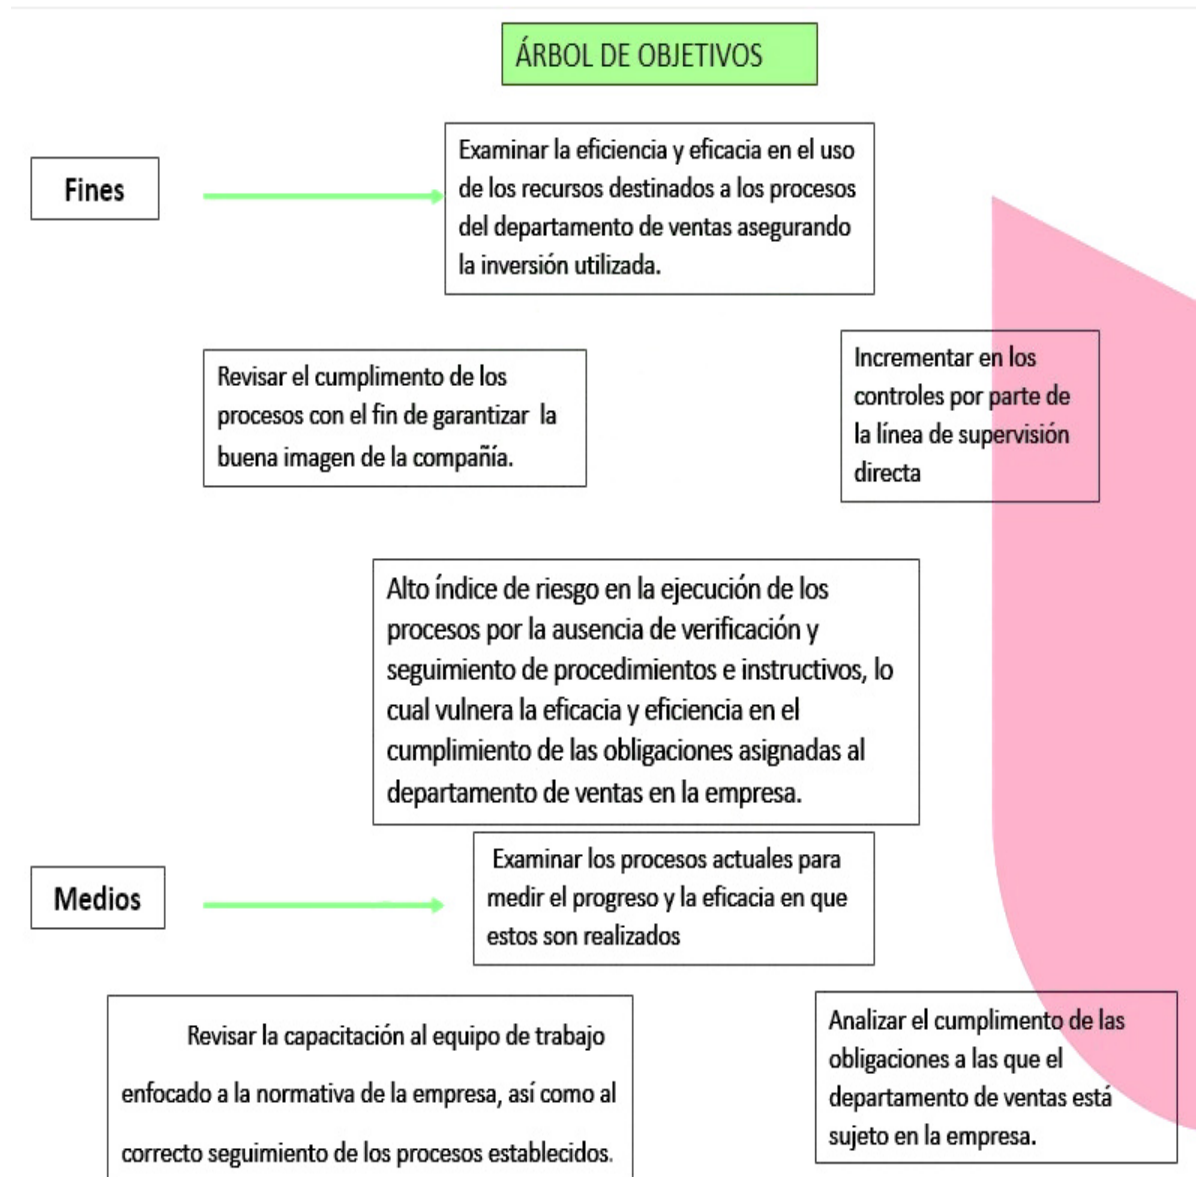 ÁRBOL DE OBJETIVOS
Fines
Examinar la eficiencia y eficacia en el uso
de los recursos destinados a los procesos
del departamento de ventas asegurando
la inversión utilizada.
Revisar el cumplimento de los
procesos con el fin de garantizar la
buena imagen de la compañía.
Incrementar en los
controles por parte de
la línea de supervisión
directa
Alto índice de riesgo en la ejecución de los
procesos por la ausencia de verificación y
seguimiento de procedimientos e instructivos, lo
cual vulnera la eficacia y eficiencia en el
cumplimiento de las obligaciones asignadas al
departamento de ventas en la empresa.
Medios
Examinar los procesos actuales para
medir el progreso y la eficacia en que
estos son realizados
Revisar la capacitación al equipo de trabajo
enfocado a la normativa de la empresa, así como al
correcto seguimiento de los procesos establecidos.
Analizar el cumplimento de las
obligaciones a las que el
departamento de ventas está
sujeto en la empresa.